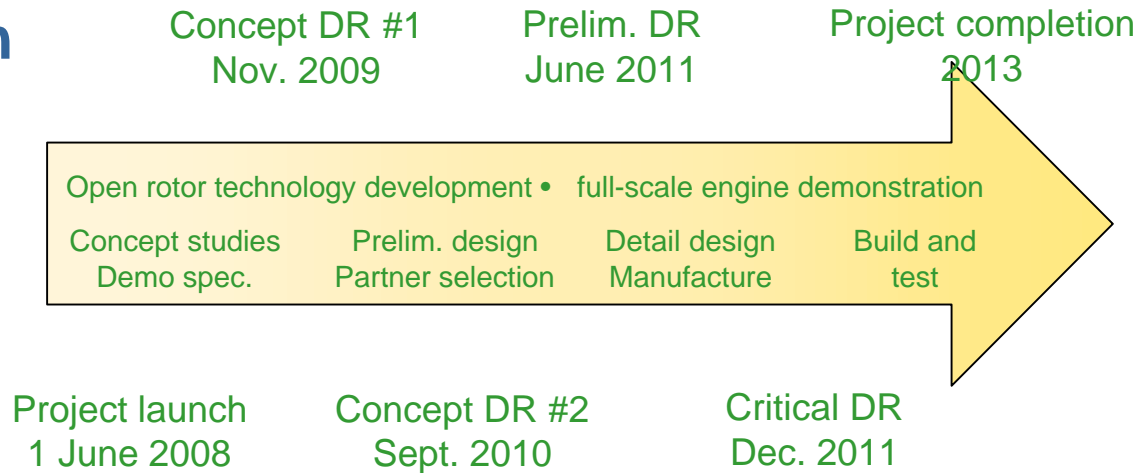 n
Concept DR #1
Nov. 2009
Prelim. DR
June 2011
Project completion
2013
Open rotor technology development • full-scale engine demonstration
Concept studies
Demo spec.
Prelim. design
Partner selection
Detail design
Manufacture
Build and
test
Project launch
1 June 2008
Concept DR #2
Sept. 2010
Critical DR
Dec. 2011